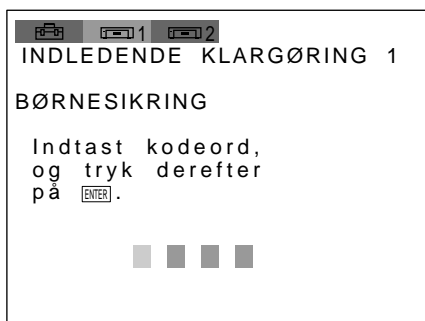 1 2
INDLEDENDE KLARGØRING 1
BØRNESIKRING
Indtast kodeord,
og tryk derefter
på ENTER.